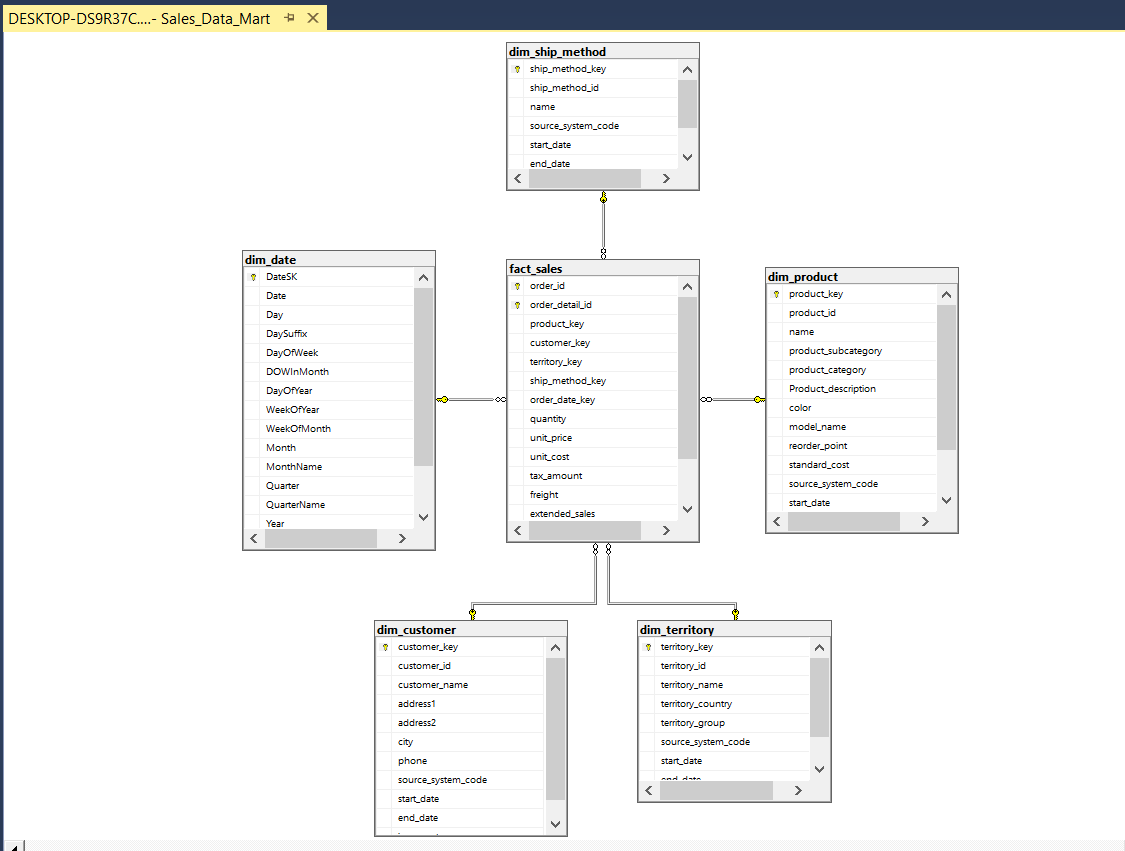 DESKTOP-DS9R37C....- Sales_Data_Mart
dim_ship_method
ship_method_key
ship_method_id
name
source_system_code
start_date
end_date
dim_date
DateSK
Date
Day
DaySuffix
DayOfWeek
DOWInMonth
DayOfYear
WeekOfYear
WeekOfMonth
Month
MonthName
Quarter
QuarterName
Year
fact_sales
order_id
order_detail_id
product_key
customer_key
territory_key
ship_method_key
order_date_key
quantity
unit_price
unit_cost
tax_amount
freight
extended_sales
dim_product
product_key
product_id
name
product_subcategory
product_category
Product_description
color
model_name
reorder_point
standard_cost
source_system_code
start_date
dim_customer
customer_key
customer_id
customer_name
address1
address2
city
phone
source_system_code
start_date
end_date
dim_territory
territory_key
territory_id
territory_name
territory_country
territory_group
source_system_code
start_date
end_date